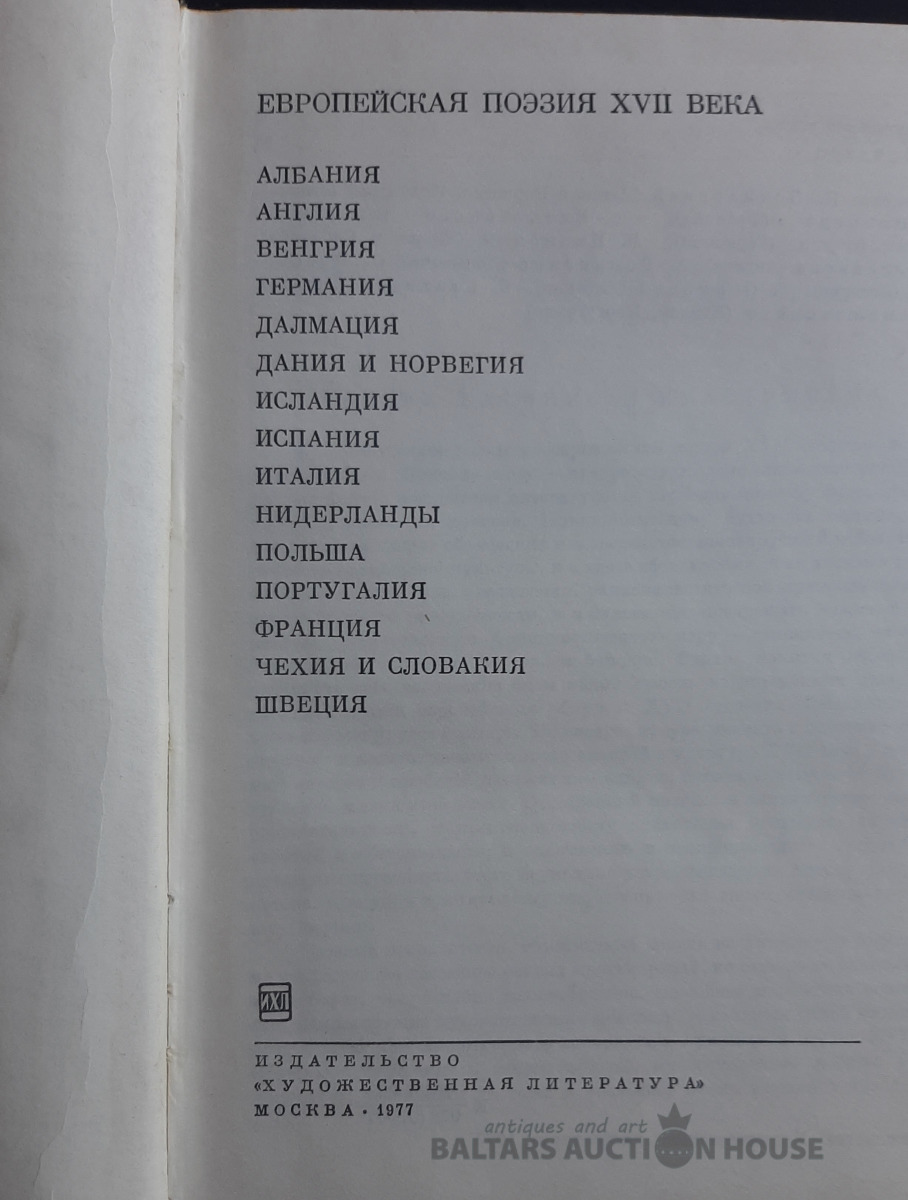 ЕВРОПЕЙСКАЯ ПОЭЗИЯ XVII ВЕКА
АЛБАНИЯ
АНГЛИЯ
ВЕНГРИЯ
ГЕРМАНИЯ
ДАЛМАЦИЯ
ДАНИЯ И НОРВЕГИЯ
ИСЛАНДИЯ
ИСПАНИЯ
ИТАЛИЯ
НИДЕРЛАНДЫ
ПОЛЬША
ПОРТУГАЛИЯ
ФРАНЦИЯ
ЧЕХИЯ И СЛОВАКИЯ
ШВЕЦИЯ
ИХЛ
ИЗДАТЕЛЬСТВО
«ХУДОЖЕСТВЕННАЯ ЛИТЕРАТУРА»
МОСКВА · 1977
antiques and art
BALTARS AUCTION HOUSE